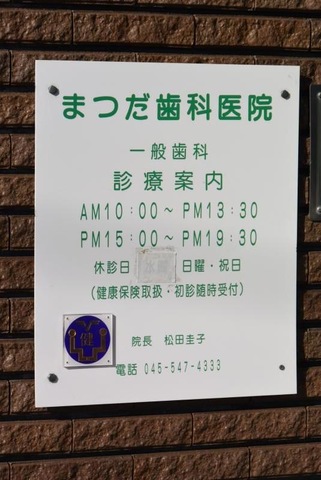 まつだ歯科医院
一般歯科
診療案内
AM10:00～PM13:30
PM15:00～PM19:30
休診日 日曜・祝日
(健康保険取扱・初診随時受付)
院長 松田圭子
電話 045-547-4333